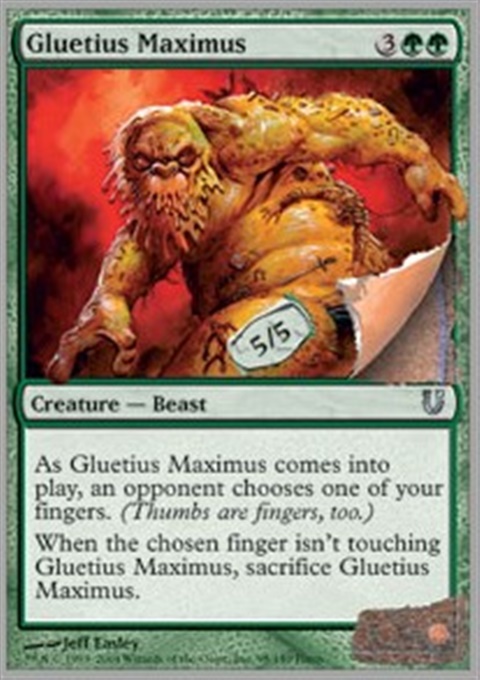 Gluetius Maximus 3
5/5
Creature — Beast
As Gluetius Maximus comes into
play, an opponent chooses one of your
fingers. (Thumbs are fingers, too.)
When the chosen finger isn't touching
Gluetius Maximus, sacrifice Gluetius
Maximus.
Jeff Easley